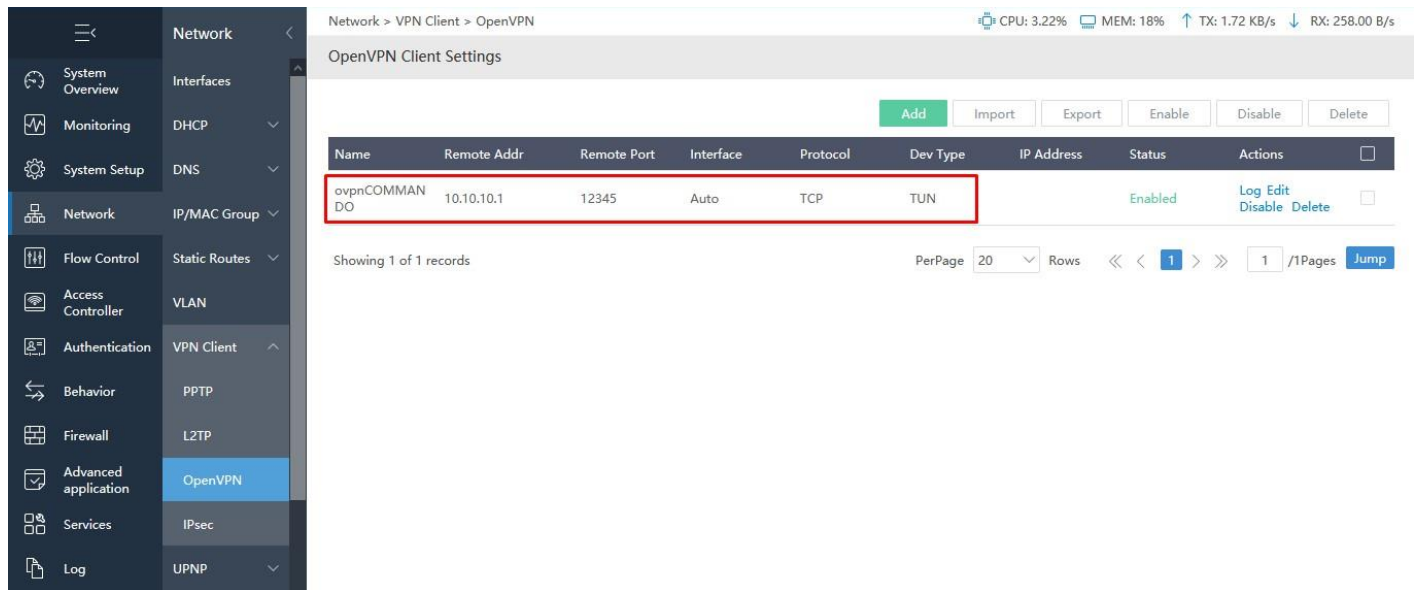 Network > VPN Client > OpenVPN
CPU: 3.22% MEM: 18% TX: 1.72 KB/s RX: 258.00 B/s
Network
System
Overview
Monitoring
System Setup
Network
Flow Control
Access
Controller
Authentication
Behavior
Firewall
Advanced
application
Services
Log
Interfaces
DHCP
DNS
IP/MAC Group
Static Routes
VLAN
VPN Client
PPTP
L2TP
OpenVPN
IPsec
UPNP
OpenVPN Client Settings
Add Import Export Enable Disable Delete
Name Remote Addr Remote Port Interface Protocol Dev Type IP Address Status Actions
ovpnCOMMAN
DO
10.10.10.1 12345 Auto TCP TUN Enabled
Log Edit
Disable Delete
Showing 1 of 1 records
PerPage 20 Rows 1 1 /1Pages Jump